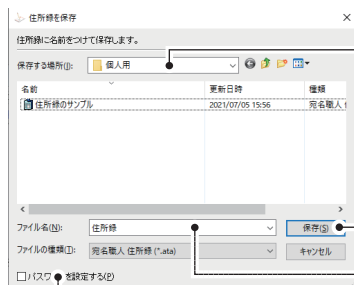 住所録を保存
住所録に名前をつけて保存します。
保存する場所(I): 個人用
名前 更新日時 種類
住所録のサンプル 2021/07/05 15:56 宛名職人 住
ファイル名(N): 住所録 保存(S)
ファイルの種類(T): 宛名職人 住所録 (*.ata) キャンセル
パスワードを設定する(P)